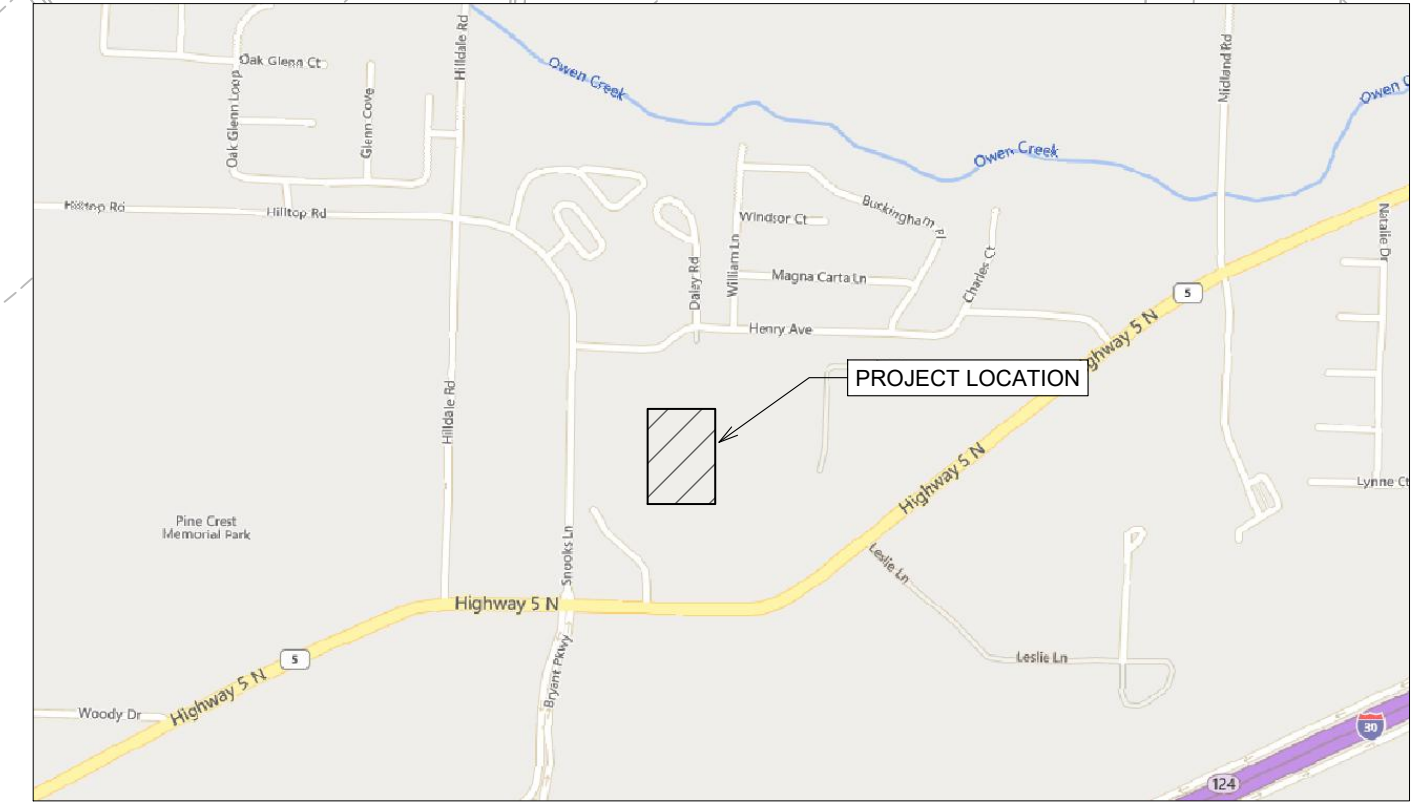 Oak Glenn Ct
Hilldale Rd
Owen Creek
Midland Rd
Owen C
Oak Glenn Loop
Glenn Cove
Owen Creek
Hilltop Rd
Hilltop Rd
Windsor Ct
Buckingham Pl
Natalie Dr
William Ln
Daley Rd
Magna Carta Ln
Charles Ct
5
Henry Ave
ghway 5 N
PROJECT LOCATION
Hilldale Rd
Highway 5 N
Lynne Ct
Pine Crest
Memorial Park
Snooks Ln
Leslie Ln
Highway 5 N
5
Bryant Pkwy
Leslie Ln
Highway 5 N
Woody Dr
30
124